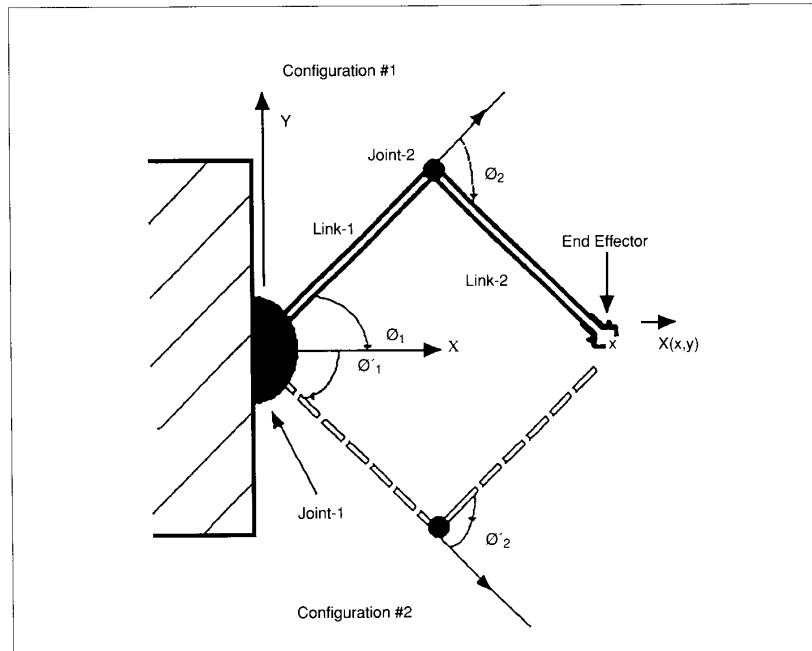 Configuration #1
Y
Joint-2
Ø2
Link-1
End Effector
Link-2
Ø1
X
x
X(x,y)
Ø´1
Joint-1
Ø´2
Configuration #2